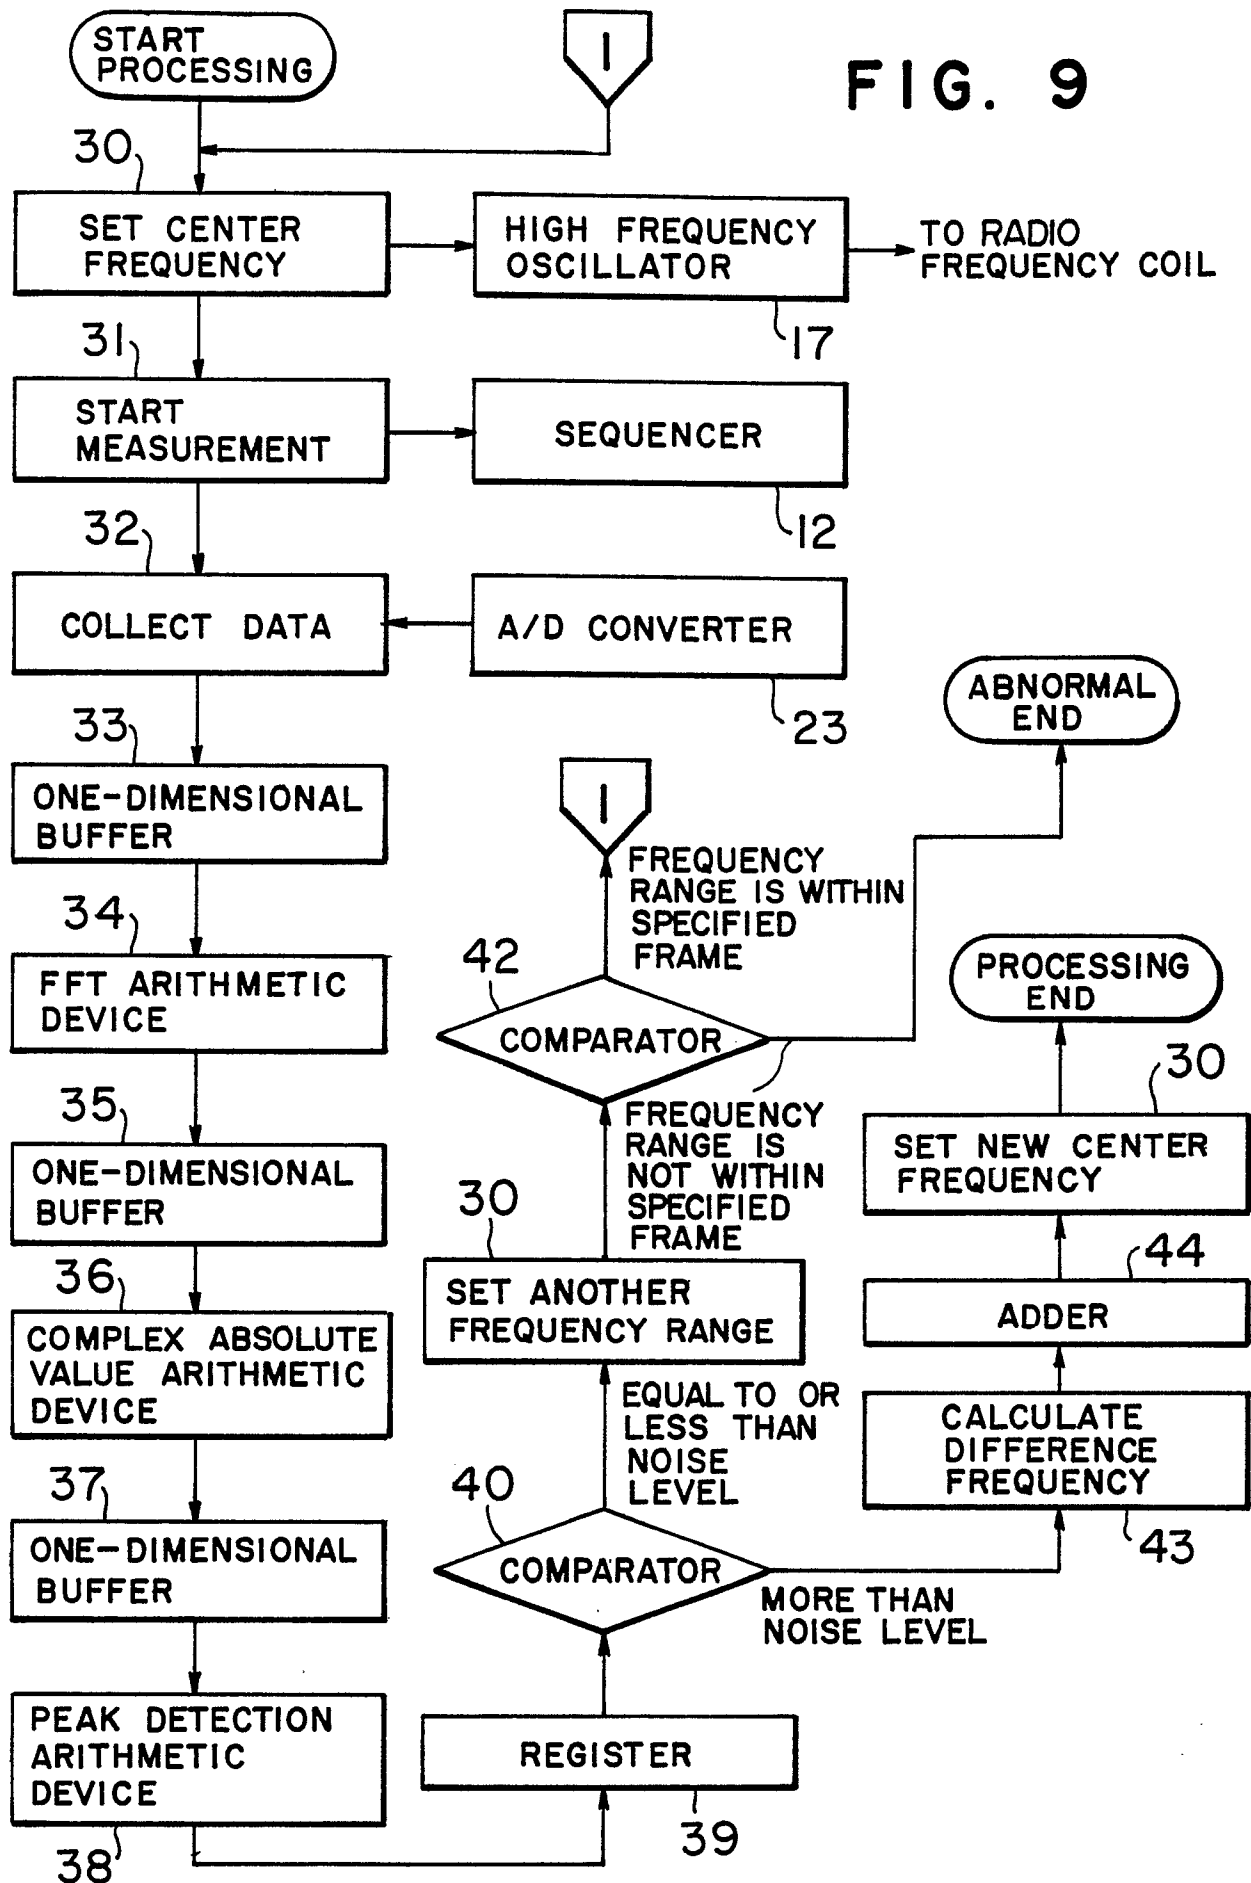 START
PROCESSING
I
FIG. 9
30
SET CENTER
FREQUENCY
HIGH FREQUENCY
OSCILLATOR
TO RADIO
FREQUENCY COIL
17
31
START
MEASUREMENT
SEQUENCER
12
32
COLLECT DATA
A/D CONVERTER
23
33
ONE-DIMENSIONAL
BUFFER
34
FFT ARITHMETIC
DEVICE
35
ONE-DIMENSIONAL
BUFFER
36
COMPLEX ABSOLUTE
VALUE ARITHMETIC
DEVICE
37
ONE-DIMENSIONAL
BUFFER
PEAK DETECTION
ARITHMETIC
DEVICE
38
REGISTER
39
40
COMPARATOR
MORE THAN
NOISE LEVEL
EQUAL TO OR
LESS THAN
NOISE
LEVEL
30
SET ANOTHER
FREQUENCY RANGE
42
COMPARATOR
FREQUENCY
RANGE IS NOT WITHIN
SPECIFIED
FRAME
I
FREQUENCY
RANGE IS WITHIN
SPECIFIED
FRAME
ABNORMAL
END
CALCULATE
DIFFERENCE
FREQUENCY
43
44
ADDER
30
SET NEW CENTER
FREQUENCY
PROCESSING
END